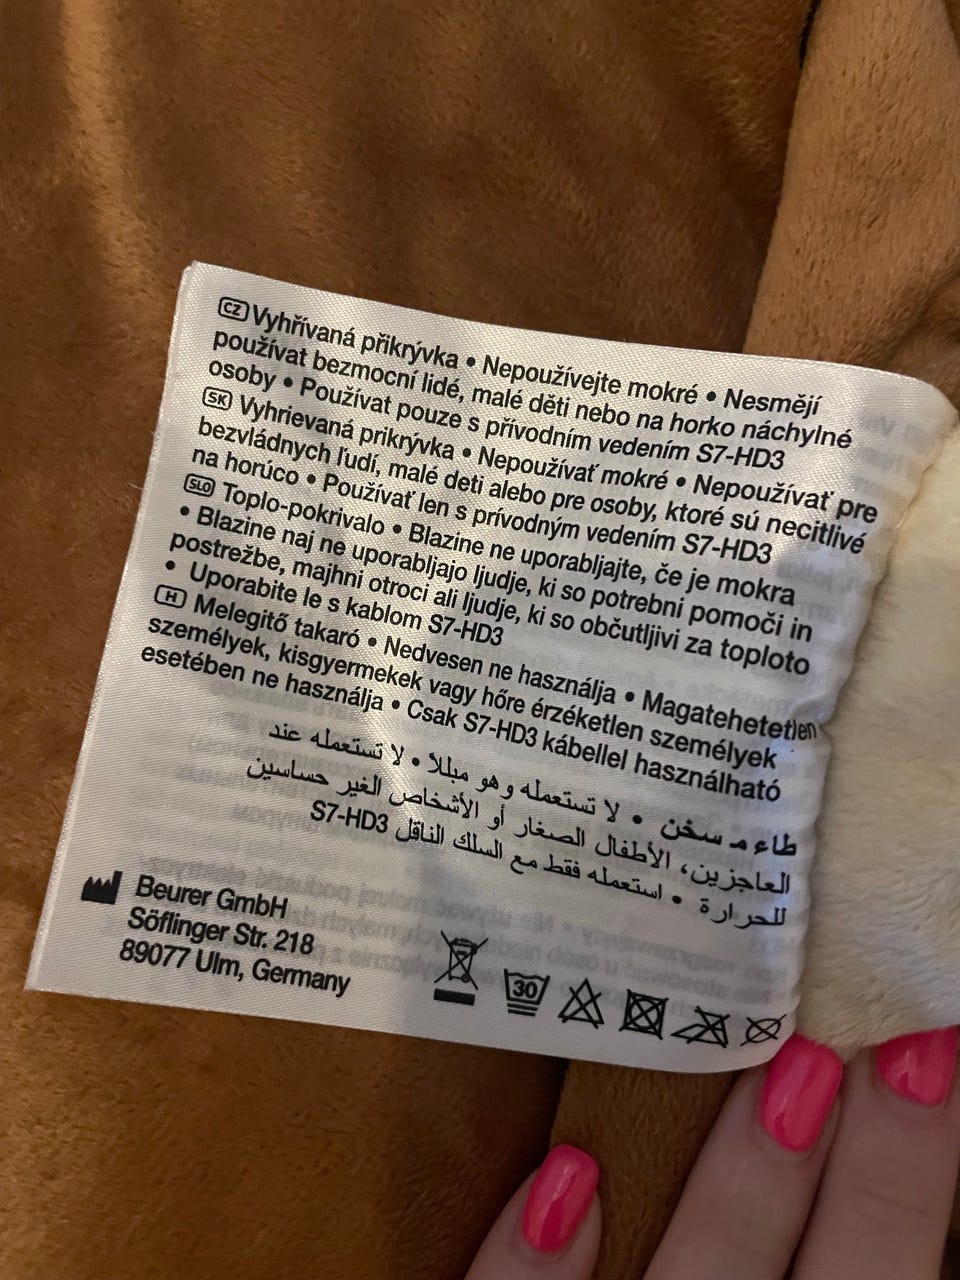 CZ Vyhřívaná přikrývka • Nepoužívejte mokré • Nesmějí
používat bezmocní lidé, malé děti nebo na horko náchylné
osoby • Používat pouze s přívodním vedením S7-HD3
SK Vyhrievaná prikrývka • Nepoužívať mokré • Nepoužívať pre
bezvládnych ľudí, malé deti alebo pre osoby, ktoré sú necitlivé
na horúco • Používať len s prívodným vedením S7-HD3
SLO Toplo-pokrivalo • Blazine ne uporabljajte, če je mokra
• Blazine naj ne uporabljajo ljudje, ki so potrebni pomoči in
postrežbe, majhni otroci ali ljudje, ki so občutljivi za toploto
• Uporabite le s kablom S7-HD3
H Melegitő takaró • Nedvesen ne használja • Magatehetetlen
személyek, kisgyermekek vagy hőre érzéketlen személyek
esetében ne használja • Csak S7-HD3 kábellel használható
طاء مـ سخن • لا تستعمله وهو مبللاً • لا تستعمله عند
العاجزين، الأطفال الصغار أو الأشخاص الغير حساسين
للحرارة • استعمله فقط مع السلك الناقل S7-HD3
Beurer GmbH
Söflinger Str. 218
89077 Ulm, Germany
30